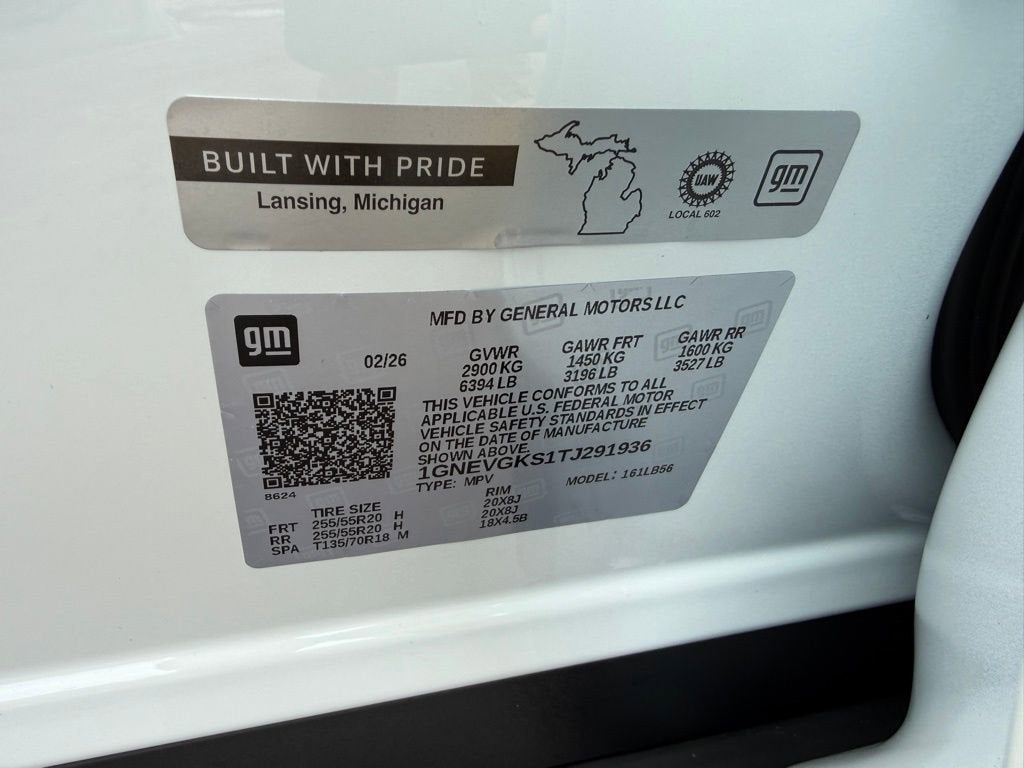 BUILT WITH PRIDE
Lansing, Michigan
UAW
LOCAL 602
gm
gm
MFD BY GENERAL MOTORS LLC
02/26
GVWR
2900 KG
6394 LB
GAWR FRT
1450 KG
3196 LB
GAWR RR
1600 KG
3527 LB
THIS VEHICLE CONFORMS TO ALL
APPLICABLE U.S. FEDERAL MOTOR
VEHICLE SAFETY STANDARDS IN EFFECT
ON THE DATE OF MANUFACTURE
SHOWN ABOVE.
1GNEVGKS1TJ291936
TYPE: MPV MODEL: 161LB56
8624
TIRE SIZE RIM
FRT 255/55R20 H 20X8J
RR 255/55R20 H 20X8J
SPA T135/70R18 M 18X4.5B